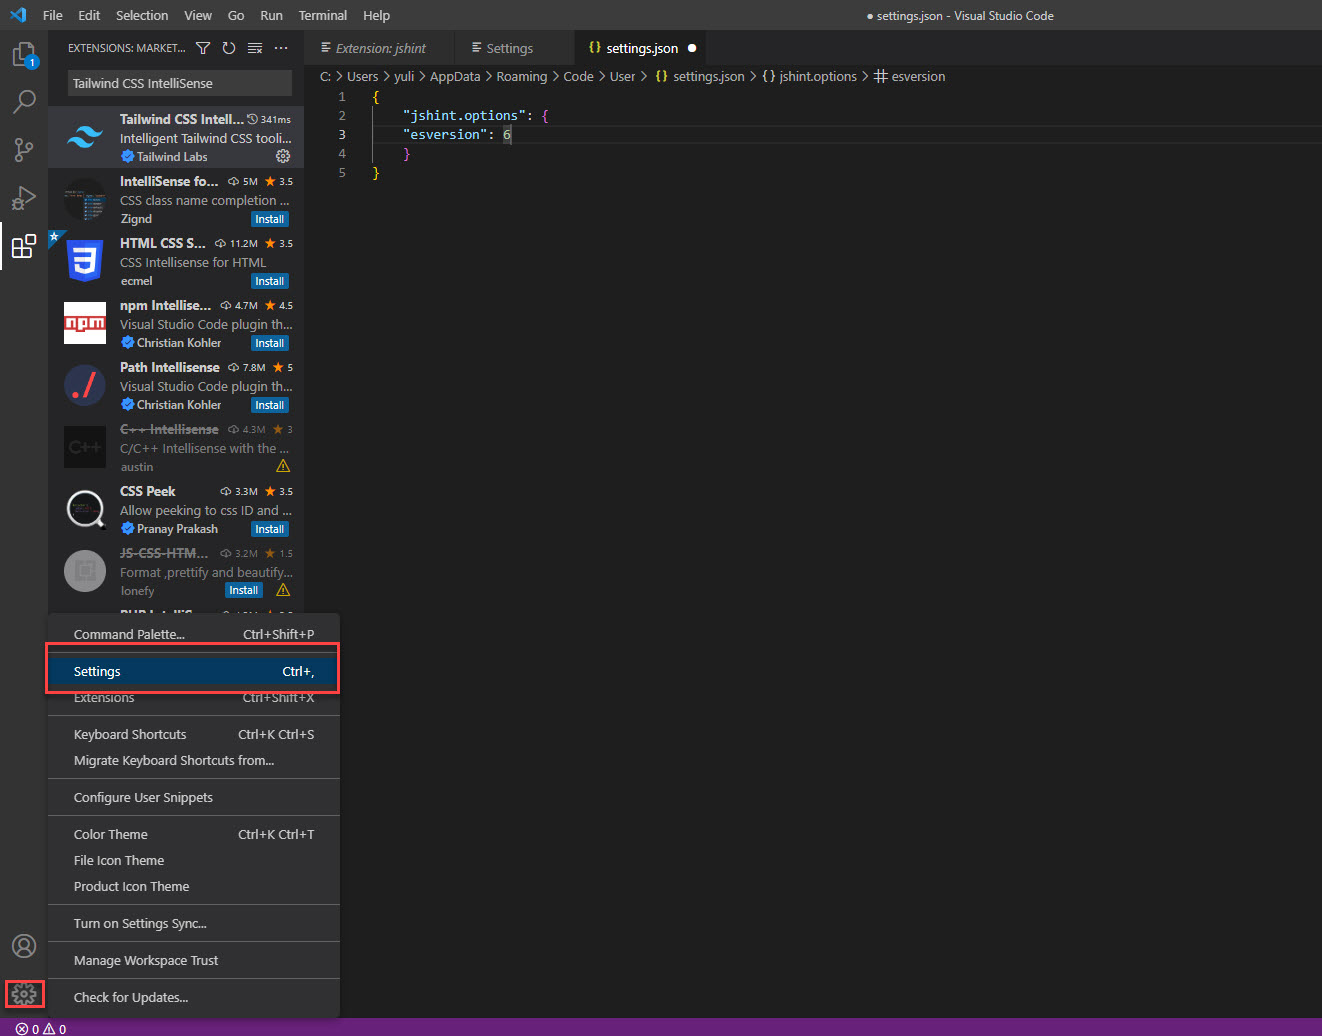 File Edit Selection View Go Run Terminal Help
● settings.json - Visual Studio Code
EXTENSIONS: MARKET...
1
Tailwind CSS IntelliSense
Tailwind CSS Intell... 341ms
Intelligent Tailwind CSS tooli...
Tailwind Labs
IntelliSense fo... 5M 3.5
CSS class name completion ...
Zignd Install
HTML CSS S... 11.2M 3.5
CSS Intellisense for HTML
ecmel Install
npm
npm Intellise... 4.7M 4.5
Visual Studio Code plugin th...
Christian Kohler Install
Path Intellisense 7.8M 5
Visual Studio Code plugin th...
Christian Kohler Install
C++
C++ Intellisense 4.3M 3
C/C++ Intellisense with the ...
austin
CSS Peek 3.3M 3.5
Allow peeking to css ID and ...
Pranay Prakash Install
JS-CSS-HTM... 3.2M 1.5
Format ,prettify and beautify...
lonefy Install
Command Palette... Ctrl+Shift+P
Settings Ctrl+,
Extensions Ctrl+Shift+X
Keyboard Shortcuts Ctrl+K Ctrl+S
Migrate Keyboard Shortcuts from...
Configure User Snippets
Color Theme Ctrl+K Ctrl+T
File Icon Theme
Product Icon Theme
Turn on Settings Sync...
Manage Workspace Trust
Check for Updates...
Extension: jshint
Settings
{} settings.json ●
C: > Users > yuli > AppData > Roaming > Code > User > {} settings.json > {} jshint.options > # esversion
1 {
2 "jshint.options": {
3 "esversion": 6
4 }
5 }
0 0